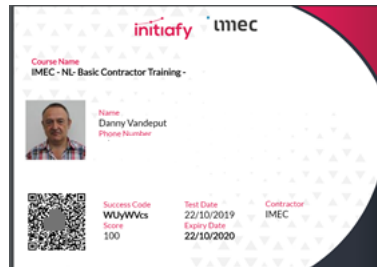 initiafy imec
Course Name
IMEC - NL- Basic Contractor Training -
Name
Danny Vandeput
Phone Number
Success Code
WUyWVcs
Test Date
22/10/2019
Contractor
IMEC
Score
100
Expiry Date
22/10/2020